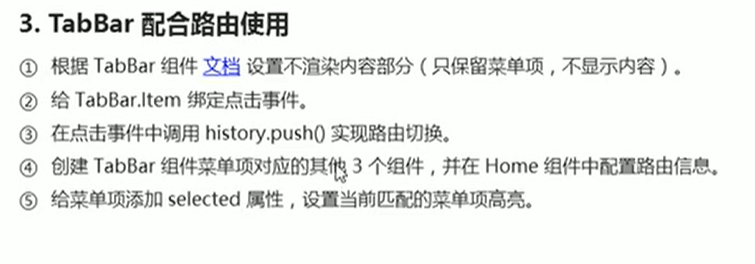 3. TabBar 配合路由使用
① 根据 TabBar 组件 文档 设置不渲染内容部分（只保留菜单项，不显示内容）。
② 给 TabBar.Item 绑定点击事件。
③ 在点击事件中调用 history.push() 实现路由切换。
④ 创建 TabBar 组件菜单项对应的其他 3 个组件，并在 Home 组件中配置路由信息。
⑤ 给菜单项添加 selected 属性，设置当前匹配的菜单项高亮。